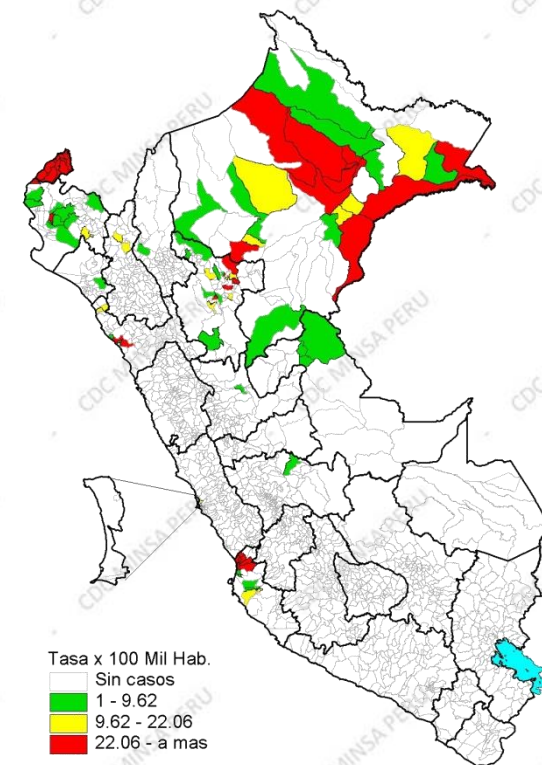 CDC MINSA PERU
Tasa x 100 Mil Hab.
Sin casos
1 - 9.62
9.62 - 22.06
22.06 - a mas